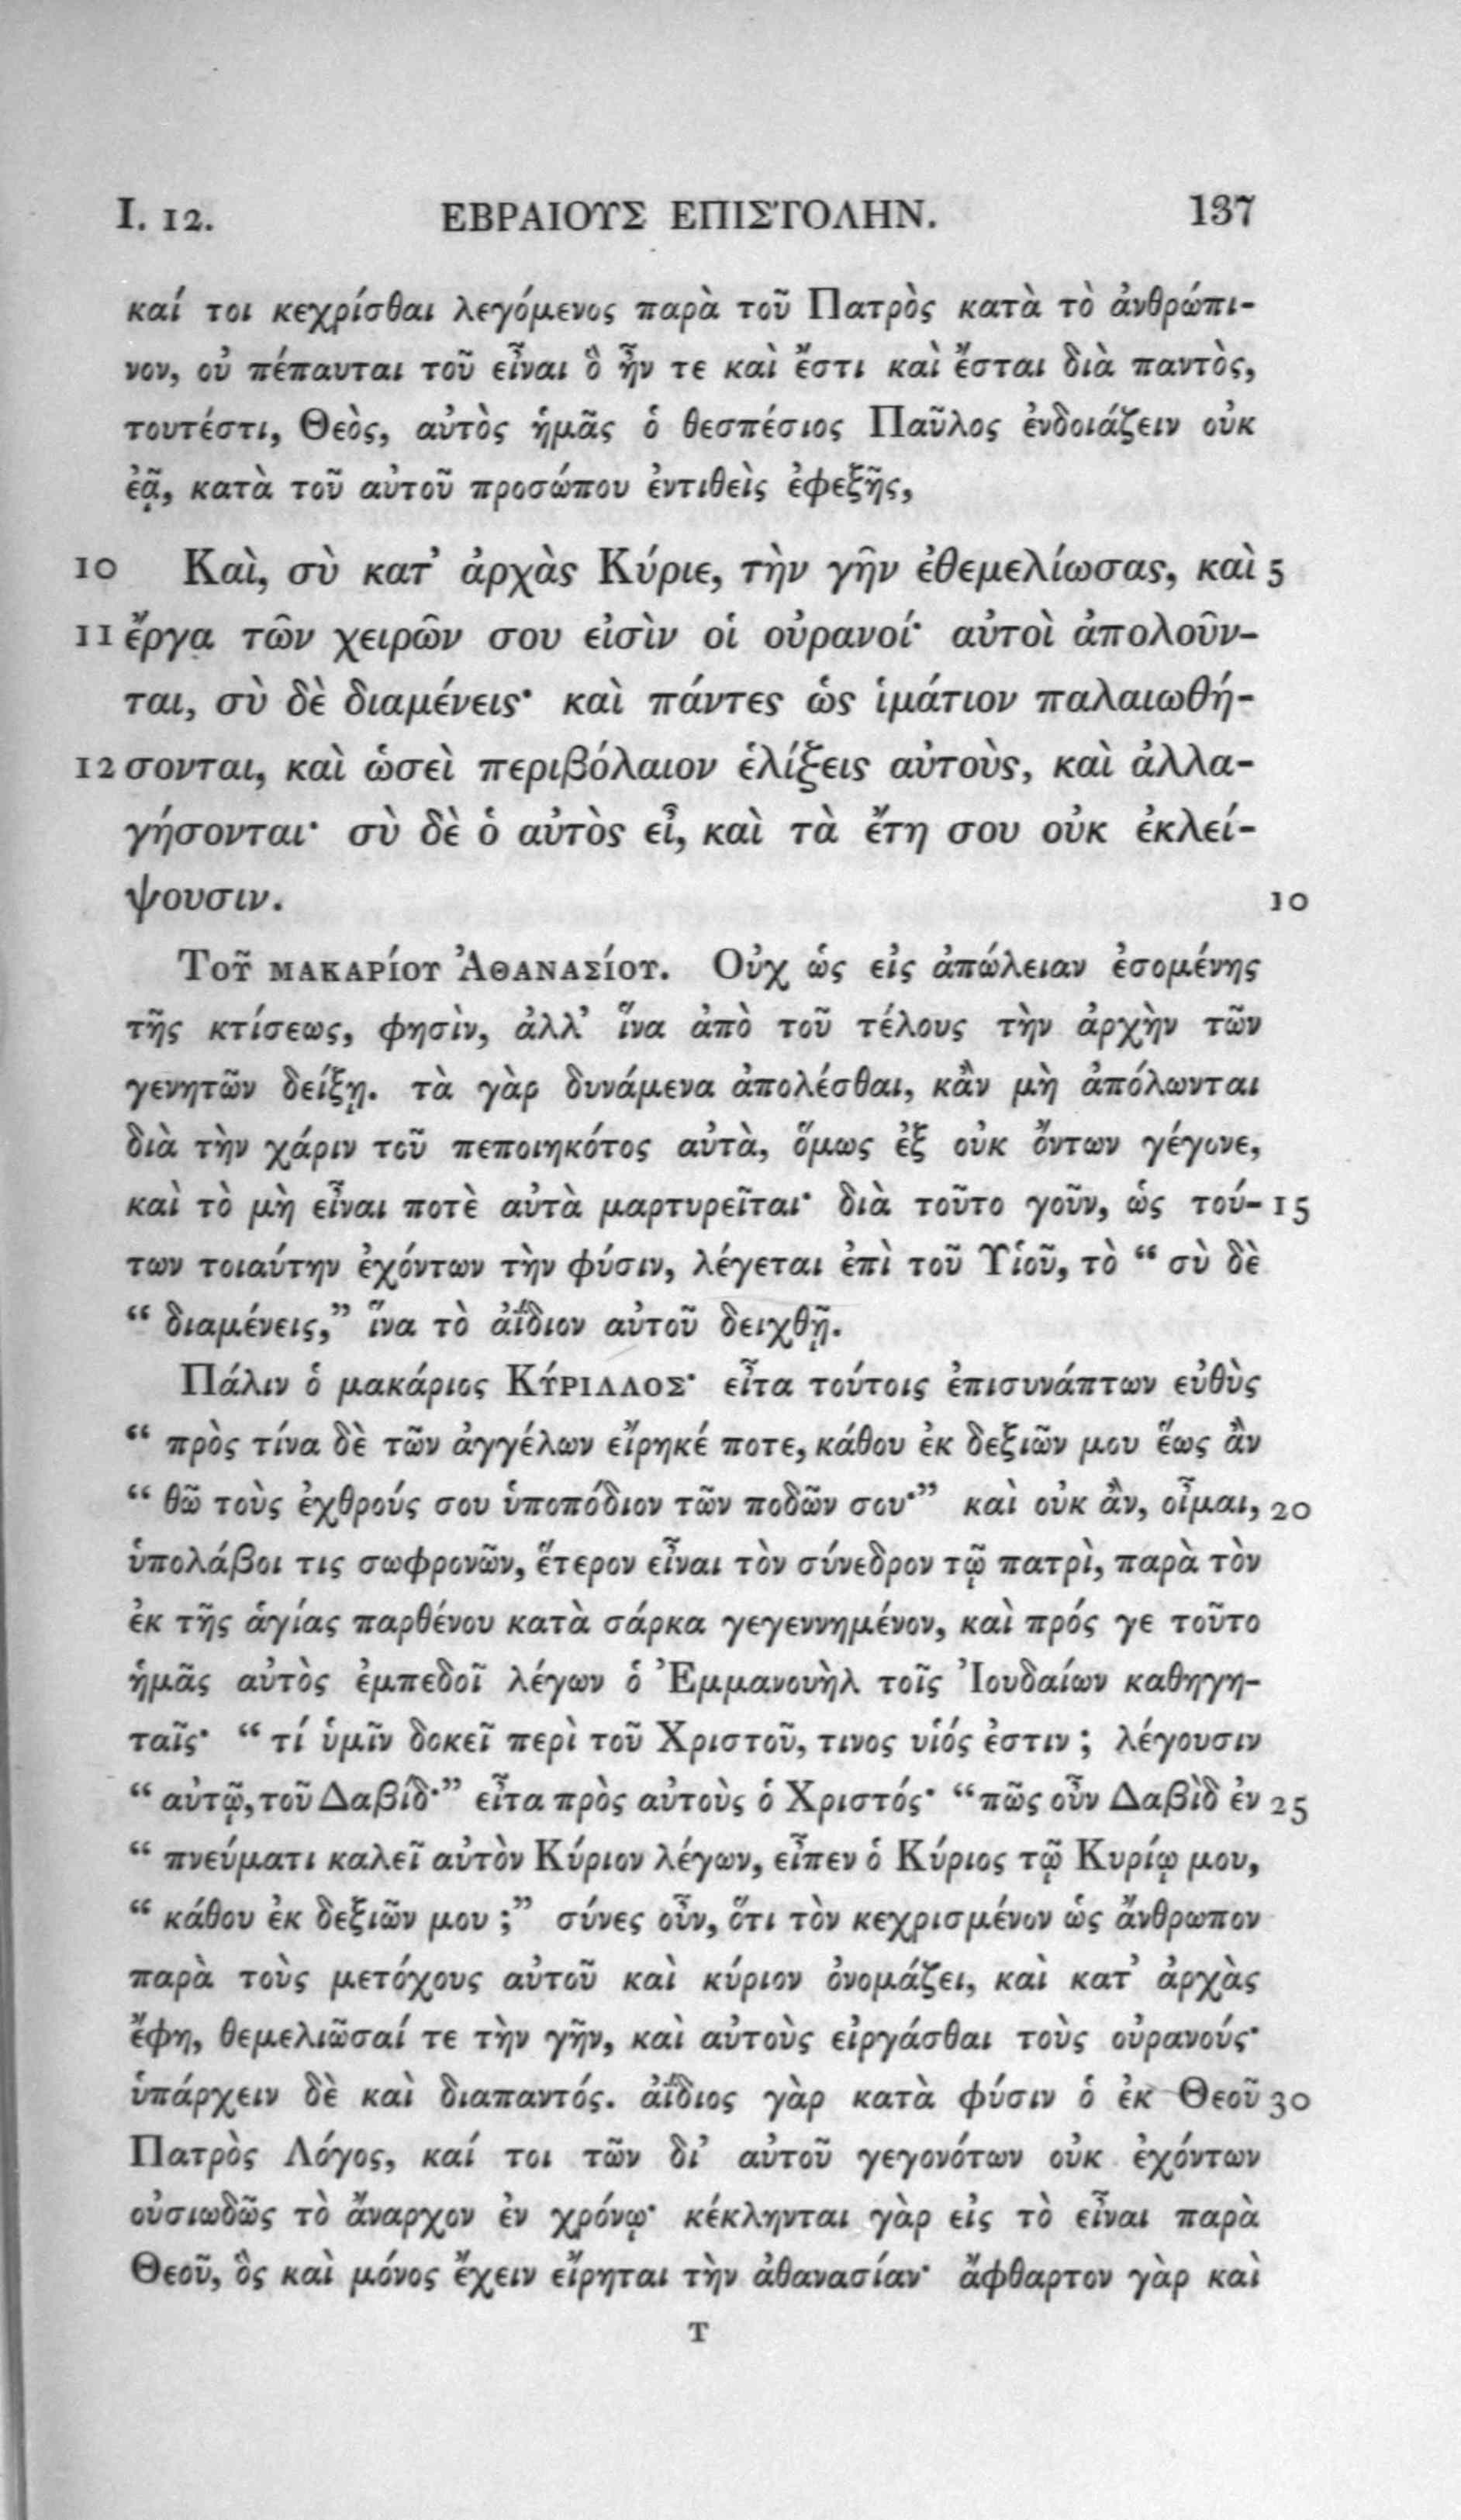 I. 12. ΕΒΡΑΙΟΥΣ ΕΠΙΣΤΟΛΗΝ. 137
καί τοι κεχρίσθαι λεγόμενος παρὰ τοῦ Πατρὸς κατὰ τὸ ἀνθρώπι-
νον, οὐ πέπαυται τοῦ εἶναι ὃ ἦν τε καὶ ἔστι καὶ ἔσται διὰ παντὸς,
τουτέστι, Θεὸς, αὐτὸς ἡμᾶς ὁ θεσπέσιος Παῦλος ἐνδοιάζειν οὐκ
ἐᾷ, κατὰ τοῦ αὐτοῦ προσώπου ἐντιθεὶς ἐφεξῆς,
10 Καὶ, σὺ κατ’ ἀρχὰς Κύριε, τὴν γῆν ἐθεμελίωσας, καὶ 5
11 ἔργα τῶν χειρῶν σου εἰσὶν οἱ οὐρανοί· αὐτοὶ ἀπολοῦν-
ται, σὺ δὲ διαμένεις· καὶ πάντες ὡς ἱμάτιον παλαιωθή-
12 σονται, καὶ ὡσεὶ περιβόλαιον ἑλίξεις αὐτοὺς, καὶ ἀλλα-
γήσονται· σὺ δὲ ὁ αὐτὸς εἶ, καὶ τὰ ἔτη σου οὐκ ἐκλεί-
ψουσιν. 10
Τοῦ μακαρίου Ἀθανασίου. Οὐχ ὡς εἰς ἀπώλειαν ἐσομένης
τῆς κτίσεως, φησὶν, ἀλλ’ ἵνα ἀπὸ τοῦ τέλους τὴν ἀρχὴν τῶν
γενητῶν δείξῃ. τὰ γὰρ δυνάμενα ἀπολέσθαι, κἂν μὴ ἀπόλωνται
διὰ τὴν χάριν τοῦ πεποιηκότος αὐτὰ, ὅμως ἐξ οὐκ ὄντων γέγονε,
καὶ τὸ μὴ εἶναι ποτὲ αὐτὰ μαρτυρεῖται· διὰ τοῦτο γοῦν, ὡς τού- 15
των τοιαύτην ἐχόντων τὴν φύσιν, λέγεται ἐπὶ τοῦ Υἱοῦ, τὸ “ σὺ δὲ
“ διαμένεις,” ἵνα τὸ ἀΐδιον αὐτοῦ δειχθῇ.
Πάλιν ὁ μακάριος Κύριλλος· εἶτα τούτοις ἐπισυνάπτων εὐθὺς
“ πρὸς τίνα δὲ τῶν ἀγγέλων εἴρηκέ ποτε, κάθου ἐκ δεξιῶν μου ἕως ἂν
“ θῶ τοὺς ἐχθρούς σου ὑποπόδιον τῶν ποδῶν σου·” καὶ οὐκ ἂν, οἶμαι, 20
ὑπολάβοι τις σωφρονῶν, ἕτερον εἶναι τὸν σύνεδρον τῷ πατρὶ, παρὰ τὸν
ἐκ τῆς ἁγίας παρθένου κατὰ σάρκα γεγεννημένον, καὶ πρός γε τοῦτο
ἡμᾶς αὐτὸς ἐμπεδοῖ λέγων ὁ Ἐμμανουὴλ τοῖς Ἰουδαίων καθηγη-
ταῖς· “ τί ὑμῖν δοκεῖ περὶ τοῦ Χριστοῦ, τινος υἱός ἐστιν ; λέγουσιν
“ αὐτῷ, τοῦ Δαβίδ·” εἶτα πρὸς αὐτοὺς ὁ Χριστός· “πῶς οὖν Δαβὶδ ἐν 25
“ πνεύματι καλεῖ αὐτὸν Κύριον λέγων, εἶπεν ὁ Κύριος τῷ Κυρίῳ μου,
“ κάθου ἐκ δεξιῶν μου ;” σύνες οὖν, ὅτι τὸν κεχρισμένον ὡς ἄνθρωπον
παρὰ τοὺς μετόχους αὐτοῦ καὶ κύριον ὀνομάζει, καὶ κατ’ ἀρχὰς
ἔφη, θεμελιῶσαί τε τὴν γῆν, καὶ αὐτοὺς εἰργάσθαι τοὺς οὐρανούς·
ὑπάρχειν δὲ καὶ διαπαντός. ἀΐδιος γὰρ κατὰ φύσιν ὁ ἐκ Θεοῦ 30
Πατρὸς Λόγος, καί τοι τῶν δι’ αὐτοῦ γεγονότων οὐκ ἐχόντων
οὐσιωδῶς τὸ ἄναρχον ἐν χρόνῳ· κέκληνται γὰρ εἰς τὸ εἶναι παρὰ
Θεοῦ, ὃς καὶ μόνος ἔχειν εἴρηται τὴν ἀθανασίαν· ἄφθαρτον γὰρ καὶ
T